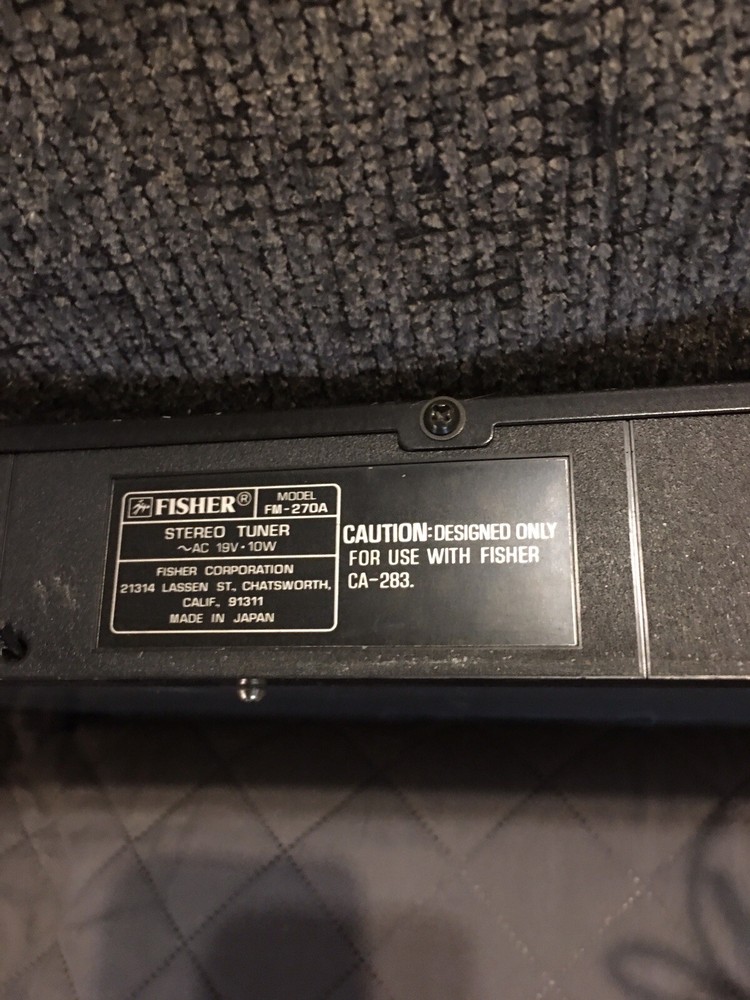 FISHER®
MODEL
FM-270A
STEREO TUNER
~AC 19V·10W
FISHER CORPORATION
21314 LASSEN ST., CHATSWORTH,
CALIF., 91311
MADE IN JAPAN
CAUTION: DESIGNED ONLY
FOR USE WITH FISHER
CA-283.